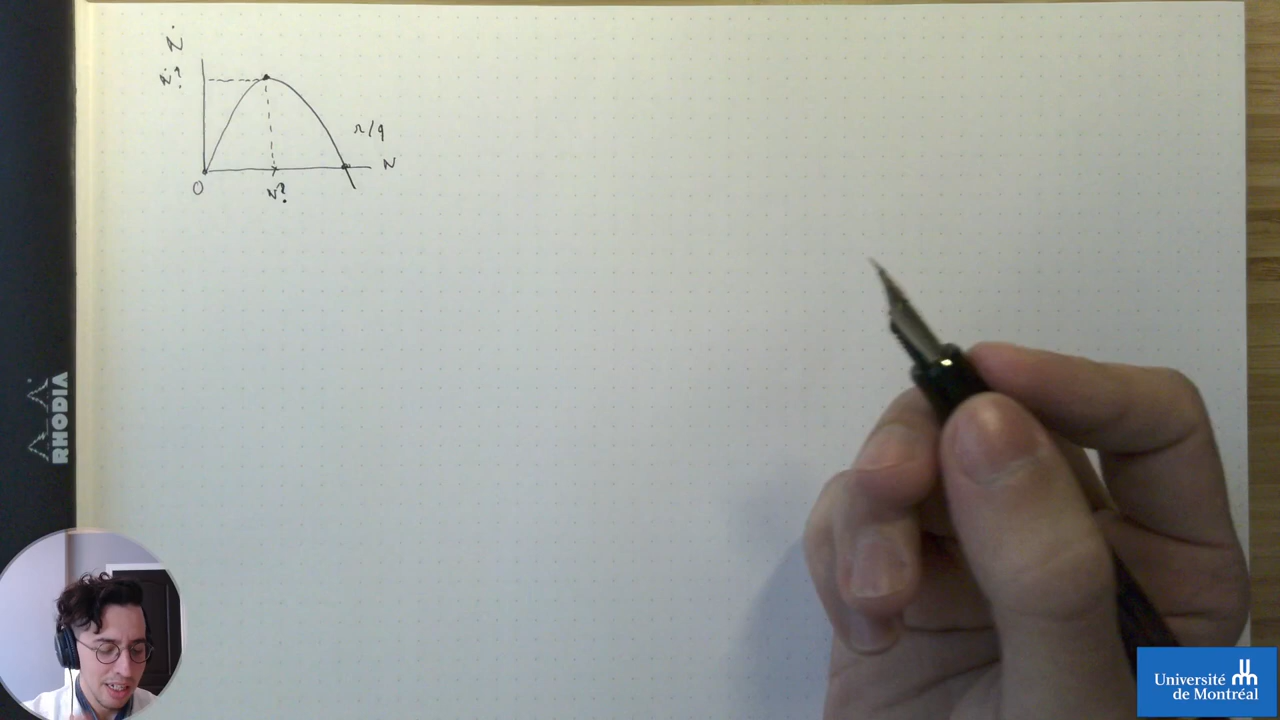 Ṅ
Ṅ?
r/q
N
0
N?
RHODIA
Université
de Montréal